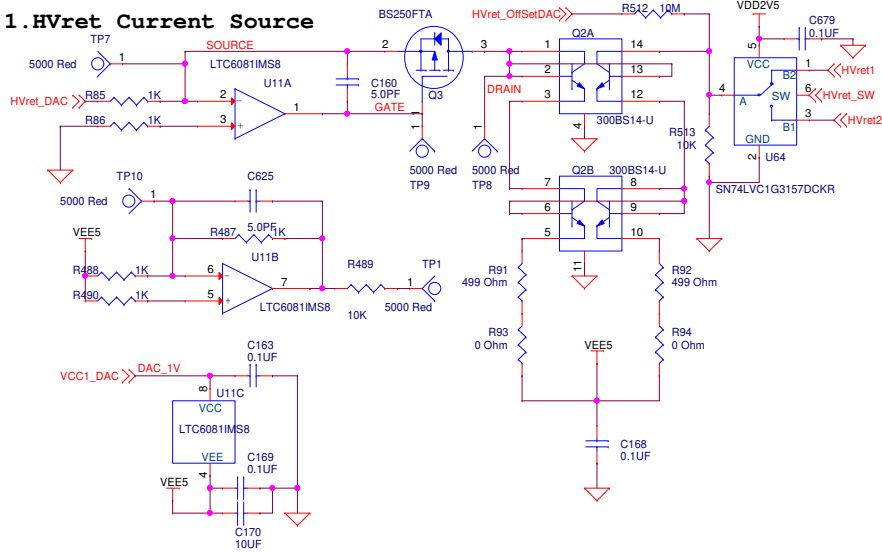 1.HVret Current Source
TP7
1
5000 Red
SOURCE
LTC6081IMS8
U11A
HVret_DAC
R85
1K
2
R86
1K
3
1
C160
5.0PF
GATE
BS250FTA
2
3
Q3
1
1
5000 Red
TP9
5000 Red
TP8
DRAIN
HVret_OffSetDAC
R512
10M
Q2A
1
14
2
13
3
12
4
300BS14-U
R513
10K
VDD2V5
C679
0.1UF
5
VCC
B2
1
HVret1
4
A
SW
6
HVret_SW
B1
3
HVret2
GND
2
U64
SN74LVC1G3157DCKR
TP10
1
5000 Red
C625
5.0PF
R487
1K
VEE5
U11B
R488
1K
6
R490
1K
5
7
LTC6081IMS8
R489
10K
TP1
1
5000 Red
Q2B
300BS14-U
7
8
6
9
5
10
11
R91
499 Ohm
R92
499 Ohm
R93
0 Ohm
R94
0 Ohm
VEE5
C168
0.1UF
VCC1_DAC
DAC_1V
C163
0.1UF
8
U11C
VCC
LTC6081IMS8
VEE
4
VEE5
C169
0.1UF
C170
10UF